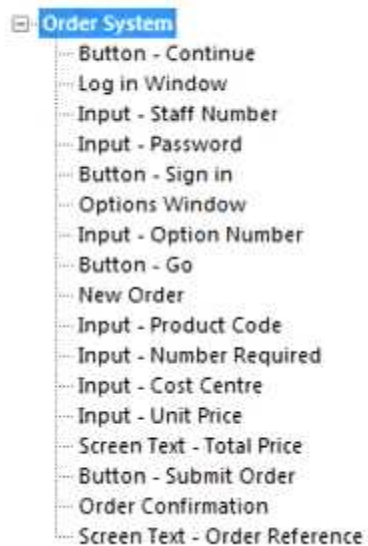 Order System
Button - Continue
Log in Window
Input - Staff Number
Input - Password
Button - Sign in
Options Window
Input - Option Number
Button - Go
New Order
Input - Product Code
Input - Number Required
Input - Cost Centre
Input - Unit Price
Screen Text - Total Price
Button - Submit Order
Order Confirmation
Screen Text - Order Reference